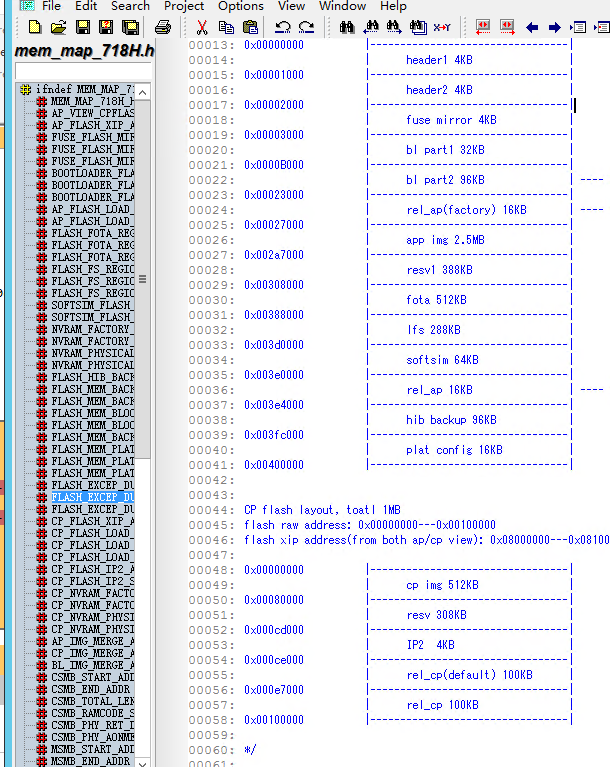 File Edit Search Project Options View Window Help
mem_map_718H.h
ifndef MEM_MAP_71
MEM_MAP_718H_H
AP_VIEW_CPFLAS
AP_FLASH_XIP_A
FUSE_FLASH_MIR
FUSE_FLASH_MIR
FUSE_FLASH_MIR
BOOTLOADER_FLA
BOOTLOADER_FLA
BOOTLOADER_FLA
AP_FLASH_LOAD_
AP_FLASH_LOAD_
FLASH_FOTA_REG
FLASH_FOTA_REG
FLASH_FOTA_REG
FLASH_FS_REGIO
FLASH_FS_REGIO
FLASH_FS_REGIO
SOFTSIM_FLASH_
SOFTSIM_FLASH_
NVRAM_FACTORY_
NVRAM_FACTORY_
NVRAM_PHYSICAL
NVRAM_PHYSICAL
FLASH_HIB_BACK
FLASH_MEM_BACK
FLASH_MEM_BACK
FLASH_MEM_BLOC
FLASH_MEM_BLOC
FLASH_MEM_BACK
FLASH_MEM_PLAT
FLASH_MEM_PLAT
FLASH_MEM_PLAT
FLASH_EXCEP_DU
FLASH_EXCEP_DU
FLASH_EXCEP_DU
CP_FLASH_XIP_A
CP_FLASH_LOAD_
CP_FLASH_LOAD_
CP_FLASH_LOAD_
CP_FLASH_IP2_A
CP_FLASH_IP2_S
CP_NVRAM_FACTO
CP_NVRAM_FACTO
CP_NVRAM_PHYSI
CP_NVRAM_PHYSI
AP_IMG_MERGE_A
CP_IMG_MERGE_A
BL_IMG_MERGE_A
CSMB_START_ADD
CSMB_END_ADDR
CSMB_TOTAL_LEN
CSMB_RAMCODE_S
CSMB_PHY_RET_D
CSMB_PHY_AONME
MSMB_START_ADD
MSMB_END_ADDR
00013: 0x00000000 |---------------------------|
00014: | header1 4KB |
00015: 0x00001000 |---------------------------|
00016: | header2 4KB |
00017: 0x00002000 |---------------------------|
00018: | fuse mirror 4KB |
00019: 0x00003000 |---------------------------|
00020: | bl part1 32KB |
00021: 0x0000B000 |---------------------------|
00022: | bl part2 96KB | ----
00023: 0x00023000 |---------------------------|
00024: | rel_ap(factory) 16KB | ----
00025: 0x00027000 |---------------------------|
00026: | app img 2.5MB |
00027: 0x002a7000 |---------------------------|
00028: | resv1 388KB |
00029: 0x00308000 |---------------------------|
00030: | fota 512KB |
00031: 0x00388000 |---------------------------|
00032: | lfs 288KB |
00033: 0x003d0000 |---------------------------|
00034: | softsim 64KB |
00035: 0x003e0000 |---------------------------|
00036: | rel_ap 16KB | ----
00037: 0x003e4000 |---------------------------|
00038: | hib backup 96KB |
00039: 0x003fc000 |---------------------------|
00040: | plat config 16KB |
00041: 0x00400000 |---------------------------|
00042:
00043:
00044: CP flash layout, toatl 1MB
00045: flash raw address: 0x00000000---0x00100000
00046: flash xip address(from both ap/cp view): 0x08000000---0x08100
00047:
00048: 0x00000000 |---------------------------|
00049: | cp img 512KB |
00050: 0x00080000 |---------------------------|
00051: | resv 308KB |
00052: 0x000cd000 |---------------------------|
00053: | IP2 4KB |
00054: 0x000ce000 |---------------------------|
00055: | rel_cp(default) 100KB |
00056: 0x000e7000 |---------------------------|
00057: | rel_cp 100KB |
00058: 0x00100000 |---------------------------|
00059:
00060: */
00061: